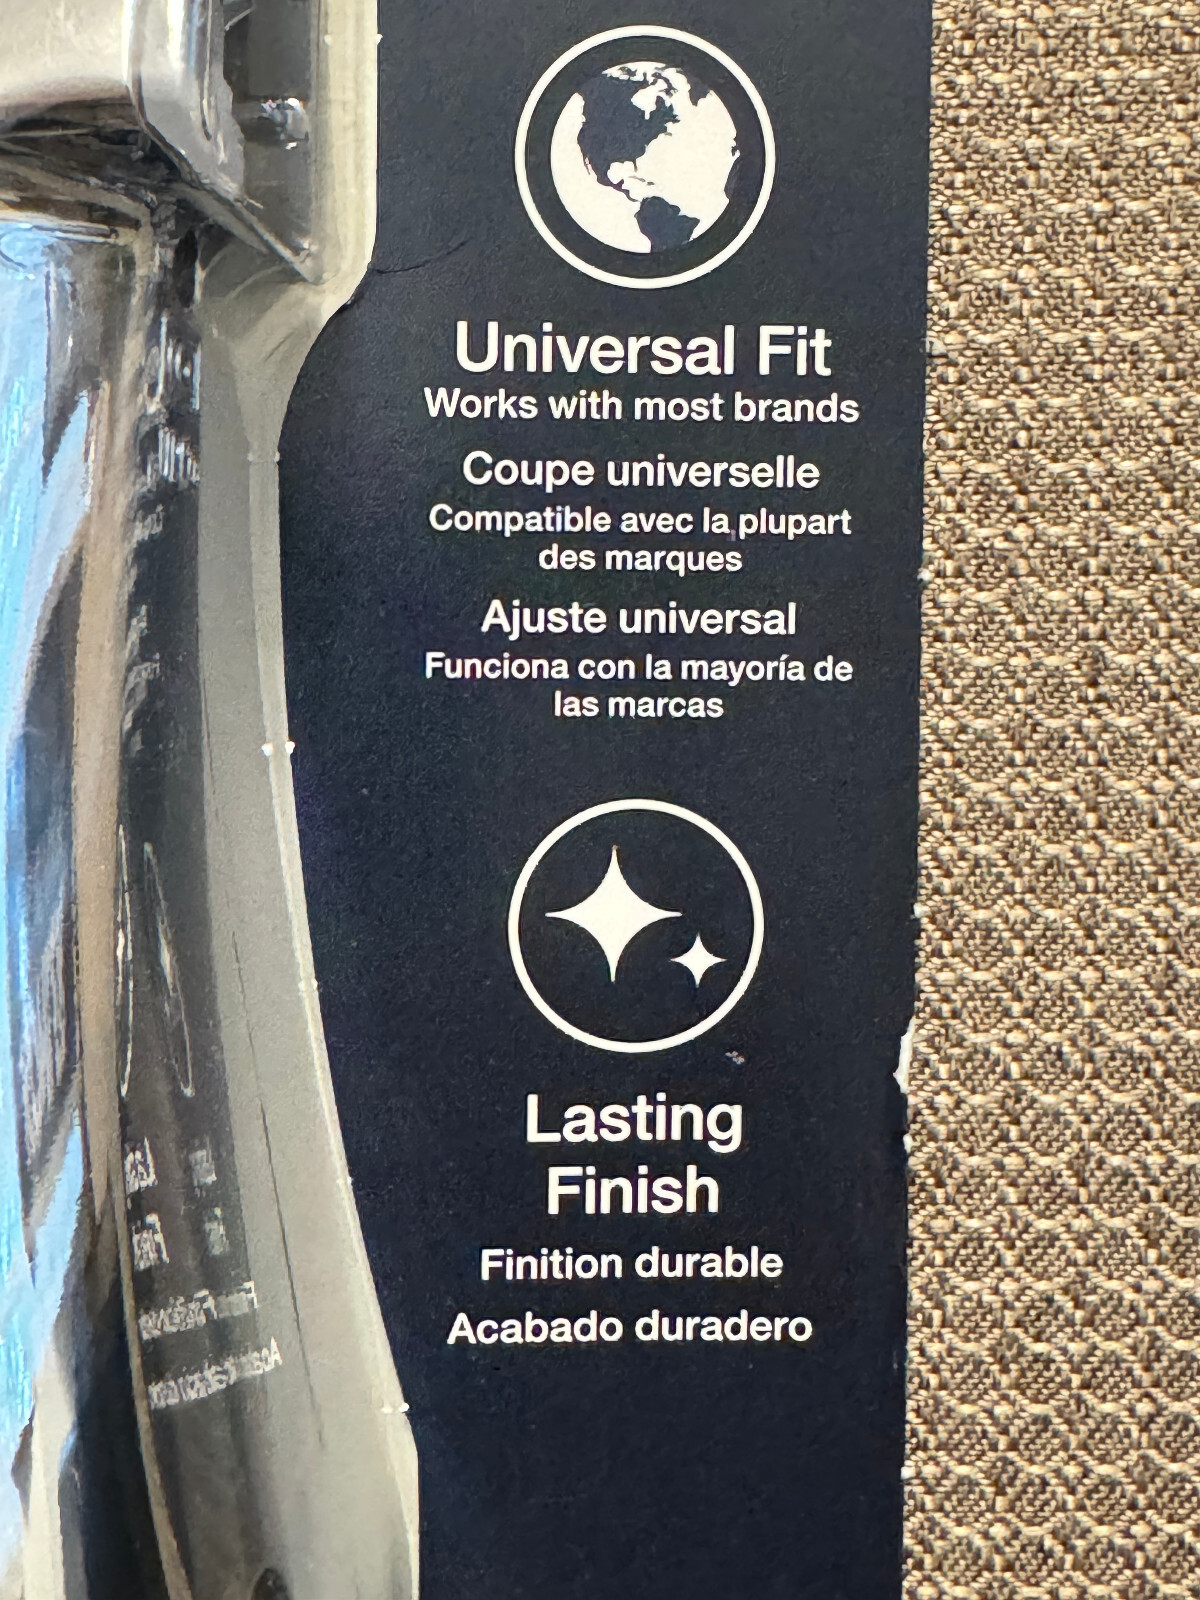 Universal Fit
Works with most brands
Coupe universelle
Compatible avec la plupart
des marques
Ajuste universal
Funciona con la mayoría de
las marcas
Lasting
Finish
Finition durable
Acabado duradero